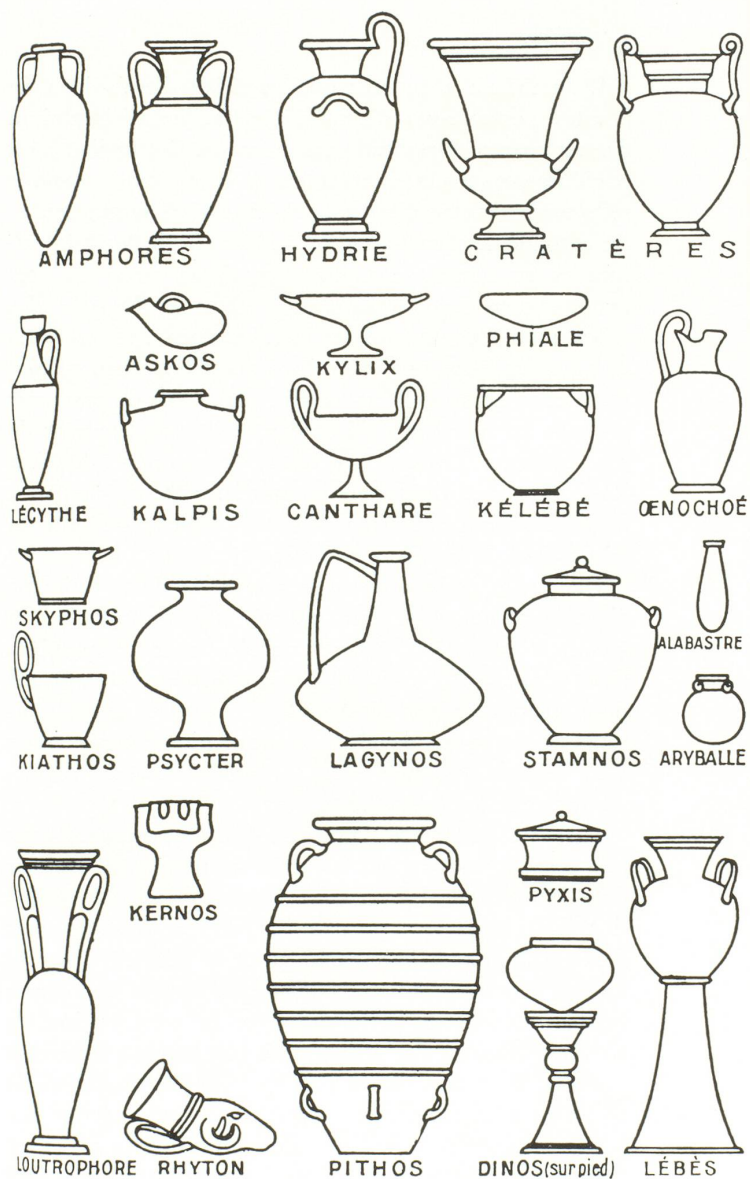 AMPHORES
HYDRIE
CRATÈRES
ASKOS
KYLIX
PHIALE
LÉCYTHE
KALPIS
CANTHARE
KÉLÉBÉ
ŒNOCHOÉ
SKYPHOS
ALABASTRE
KIATHOS
PSYCTER
LAGYNOS
STAMNOS
ARYBALLE
KERNOS
PYXIS
LOUTROPHORE
RHYTON
PITHOS
DINOS (sur pied)
LÉBÈS